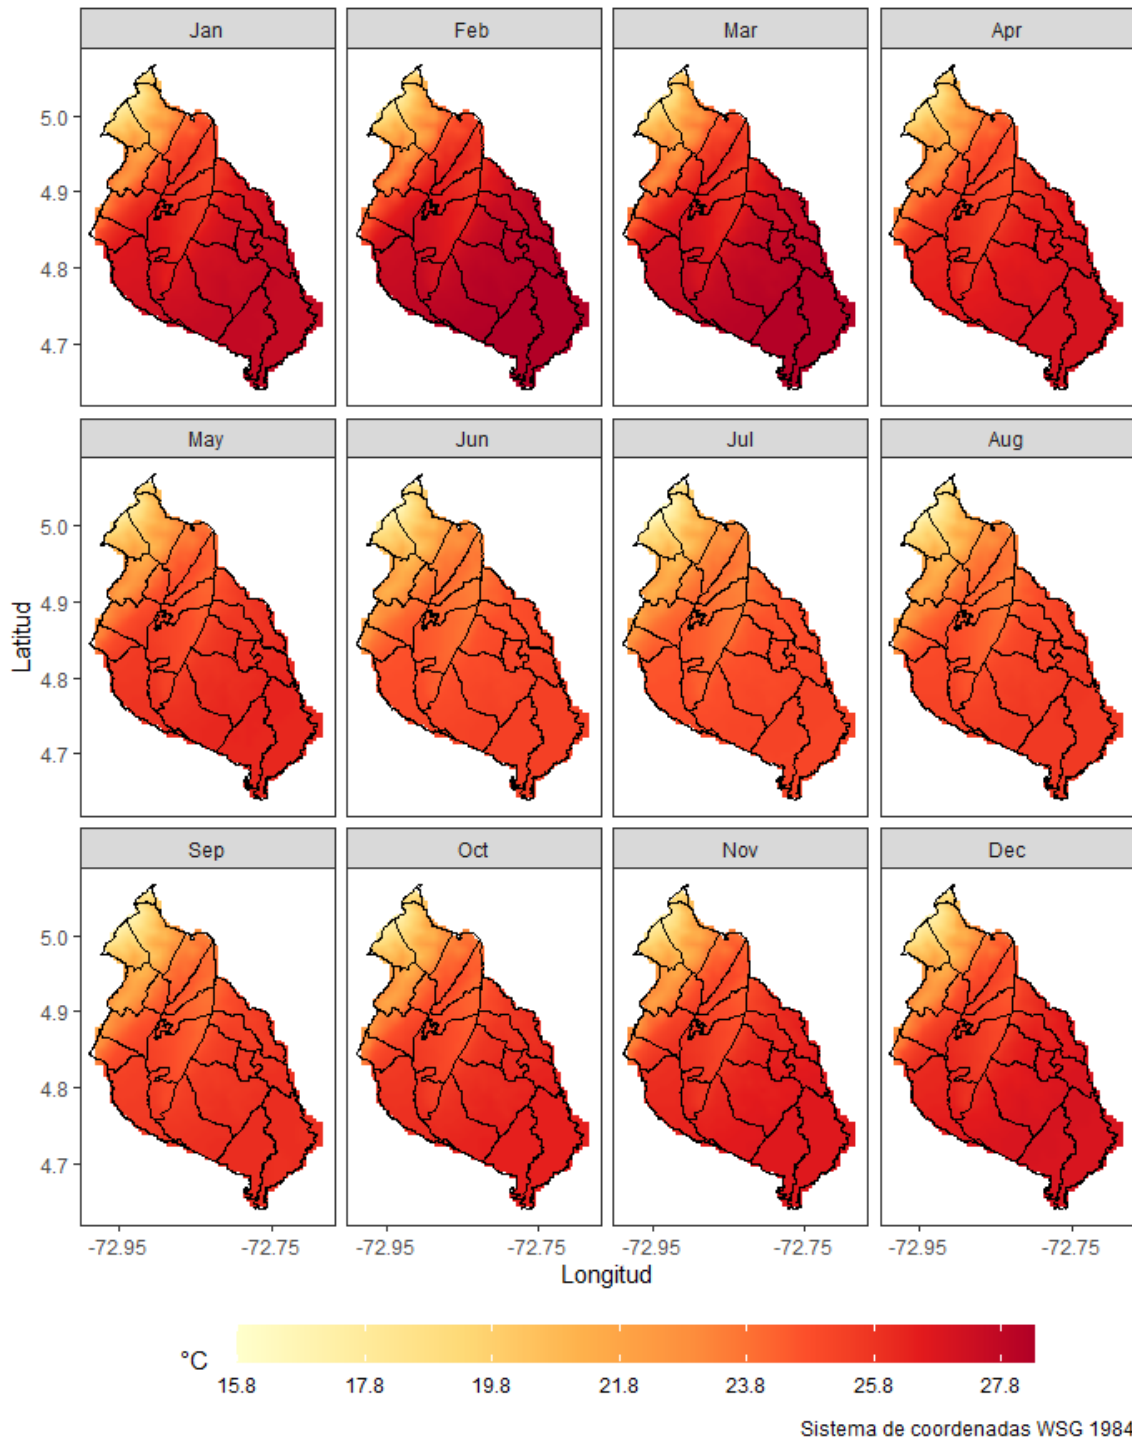 Jan Feb Mar Apr
5.0
4.9
4.8
4.7
May Jun Jul Aug
5.0
4.9
4.8
4.7
Latitud
Sep Oct Nov Dec
5.0
4.9
4.8
4.7
-72.95 -72.75 -72.95 -72.75 -72.95 -72.75 -72.95 -72.75
Longitud
°C
15.8 17.8 19.8 21.8 23.8 25.8 27.8
Sistema de coordenadas WSG 1984